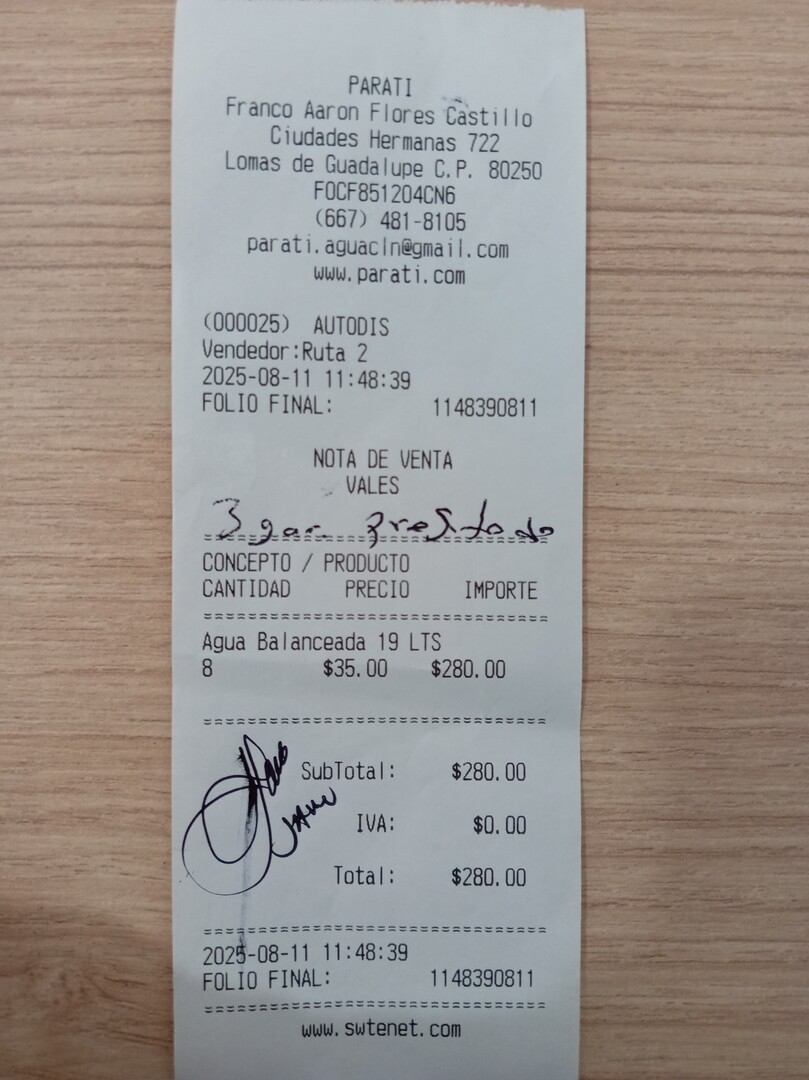 PARATI
Franco Aaron Flores Castillo
Ciudades Hermanas 722
Lomas de Guadalupe C.P. 80250
FOCF851204CN6
(667) 481-8105
parati.aguacln@gmail.com
www.parati.com
(000025) AUTODIS
Vendedor:Ruta 2
2025-08-11 11:48:39
FOLIO FINAL: 1148390811
NOTA DE VENTA
VALES
3 gar. prestado
CONCEPTO / PRODUCTO
CANTIDAD PRECIO IMPORTE
Agua Balanceada 19 LTS
8 $35.00 $280.00
SubTotal: $280.00
IVA: $0.00
Total: $280.00
2025-08-11 11:48:39
FOLIO FINAL: 1148390811
www.swtenet.com